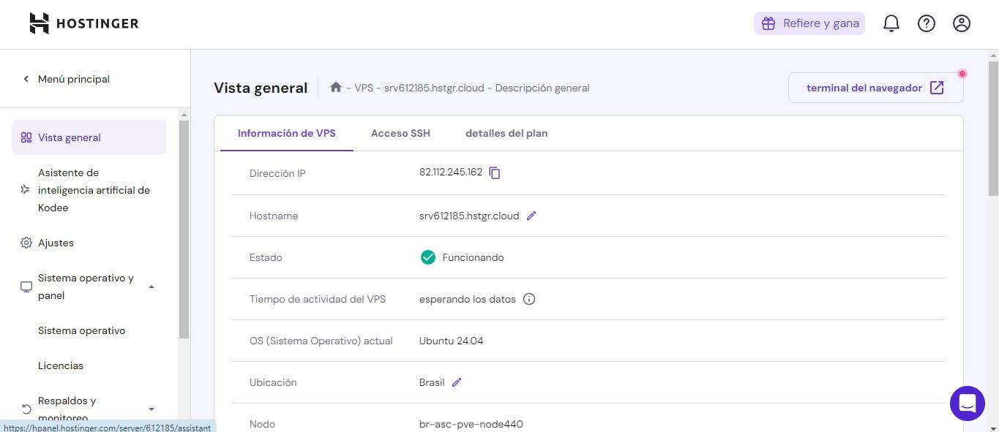 HOSTINGER
Refiere y gana
Menú principal
Vista general
Asistente de
inteligencia artificial de
Kodee
Ajustes
Sistema operativo y
panel
Sistema operativo
Licencias
Respaldos y
monitoreo
https://hpanel.hostinger.com/server/612185/assistant
Vista general
- VPS - srv612185.hstgr.cloud - Descripción general
terminal del navegador
Información de VPS Acceso SSH detalles del plan
Dirección IP 82.112.245.162
Hostname srv612185.hstgr.cloud
Estado Funcionando
Tiempo de actividad del VPS esperando los datos
OS (Sistema Operativo) actual Ubuntu 24.04
Ubicación Brasil
Nodo br-asc-pve-node440